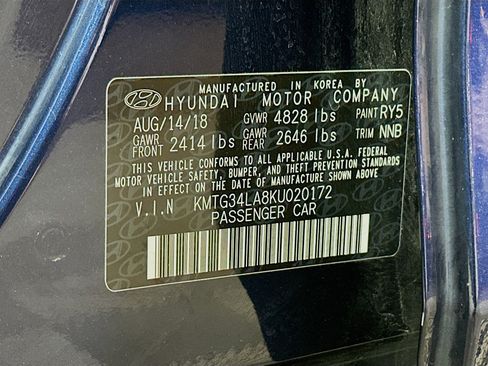 MANUFACTURED IN KOREA BY
HYUNDAI MOTOR COMPANY
AUG/14/18 GVWR 4828 lbs PAINT RY5
GAWR FRONT 2414 lbs GAWR REAR 2646 lbs TRIM NNB
THIS VEHICLE CONFORMS TO ALL APPLICABLE U.S.A. FEDERAL
MOTOR VEHICLE SAFETY, BUMPER, AND THEFT PREVENTION STANDARDS
IN EFFECT ON THE DATE OF MANUFACTURE SHOWN ABOVE.
V.I.N KMTG34LA8KU020172
PASSENGER CAR